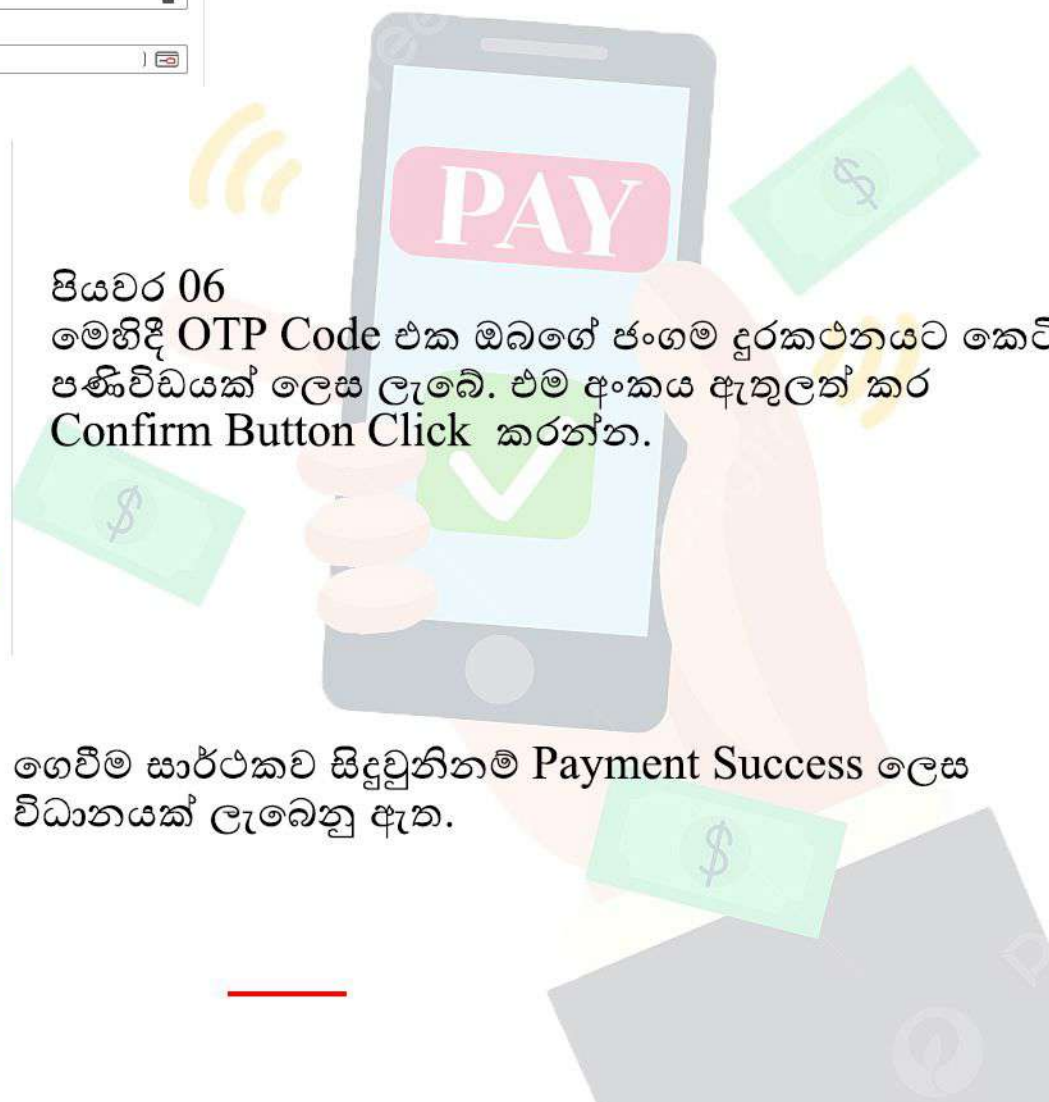 PAY
පියවර 06
මෙහිදී OTP Code එක ඔබගේ ජංගම දුරකථනයට කෙටි
පණිවිඩයක් ලෙස ලැබේ. එම අංකය ඇතුලත් කර
Confirm Button Click කරන්න.
ගෙවීම සාර්ථකව සිදුවුනිනම් Payment Success ලෙස
විධානයක් ලැබෙනු ඇත.